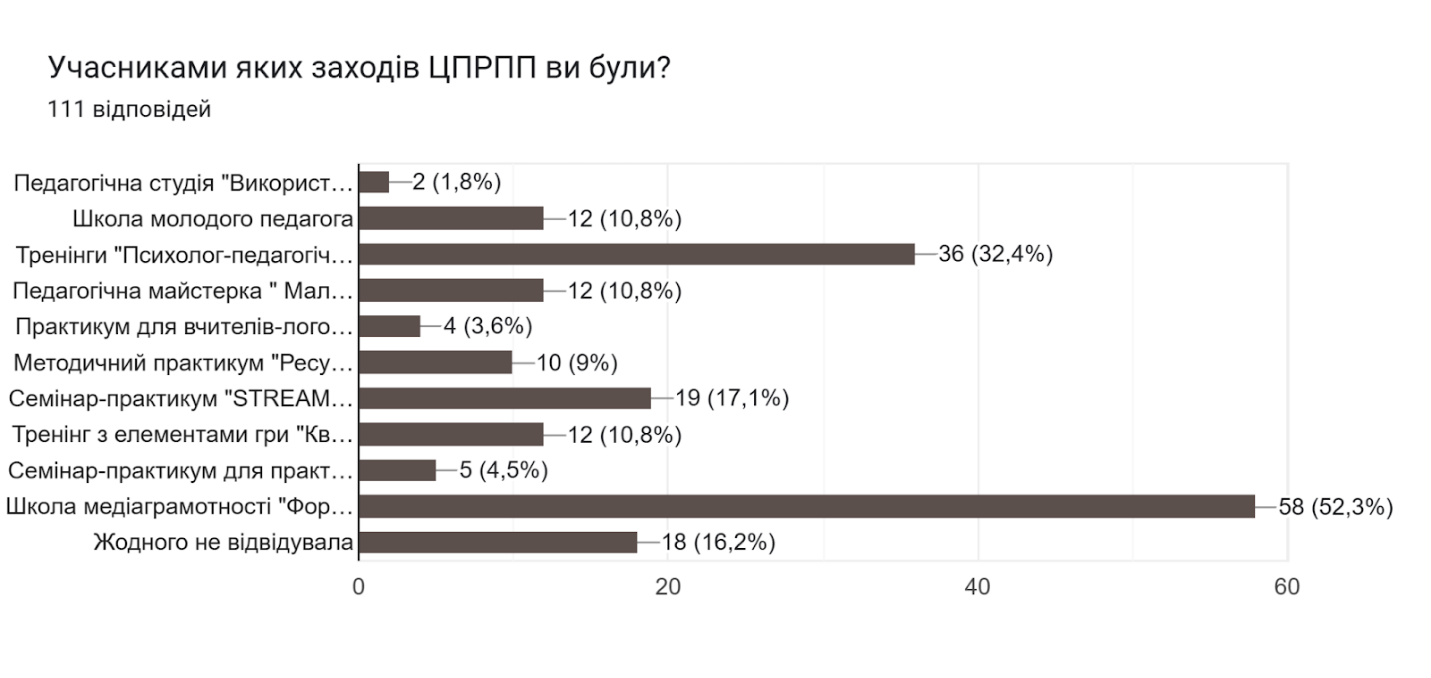 Учасниками яких заходів ЦПРПП ви були?
111 відповідей
Педагогічна студія "Використ… 2 (1,8%)
Школа молодого педагога 12 (10,8%)
Тренінги "Психолог-педагогіч… 36 (32,4%)
Педагогічна майстерка " Мал… 12 (10,8%)
Практикум для вчителів-лого… 4 (3,6%)
Методичний практикум "Ресу… 10 (9%)
Семінар-практикум "STREAM… 19 (17,1%)
Тренінг з елементами гри "Кв… 12 (10,8%)
Семінар-практикум для практ… 5 (4,5%)
Школа медіаграмотності "Фор… 58 (52,3%)
Жодного не відвідувала 18 (16,2%)
0 20 40 60